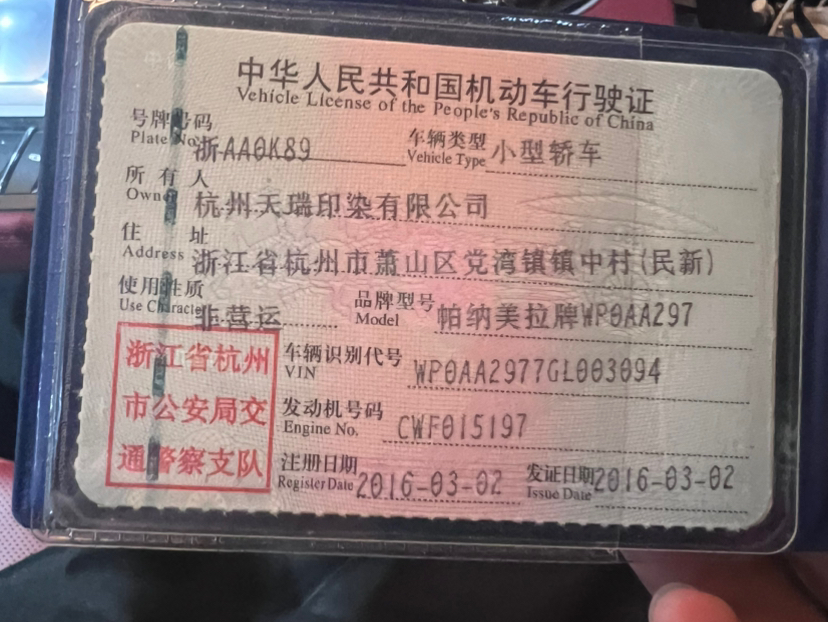 中华人民共和国机动车行驶证
Vehicle License of the People's Republic of China
号牌号码 浙AA0K89 车辆类型 小型轿车
Plate No. Vehicle Type
所有人 杭州天瑞印染有限公司
Owner
住址 浙江省杭州市萧山区党湾镇镇中村(民新)
Address
使用性质 非营运 品牌型号 帕纳美拉牌WP0AA297
Use Character Model
浙江省杭州
市公安局交
通警察支队
车辆识别代号 WP0AA2977GL003094
VIN
发动机号码 CWF015197
Engine No.
注册日期 2016-03-02 发证日期 2016-03-02
Register Date Issue Date